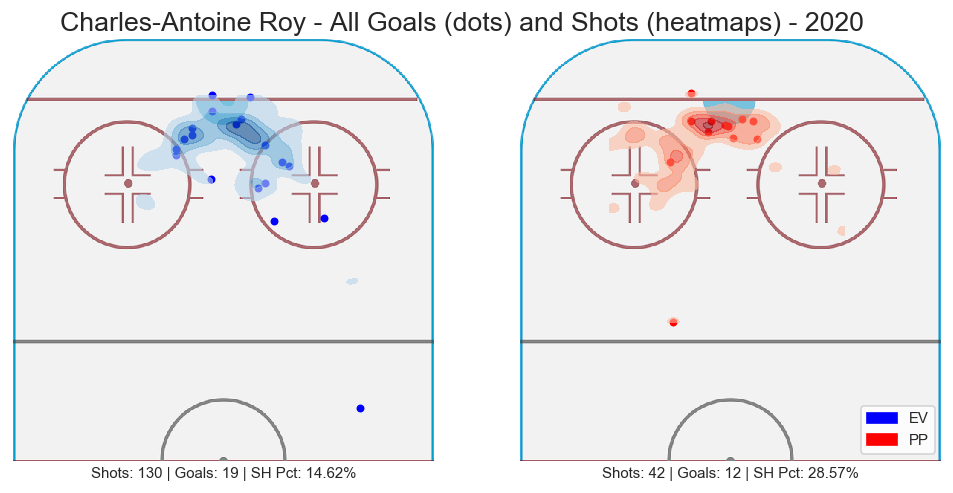 Charles-Antoine Roy - All Goals (dots) and Shots (heatmaps) - 2020
EV
PP
Shots: 130 | Goals: 19 | SH Pct: 14.62%
Shots: 42 | Goals: 12 | SH Pct: 28.57%